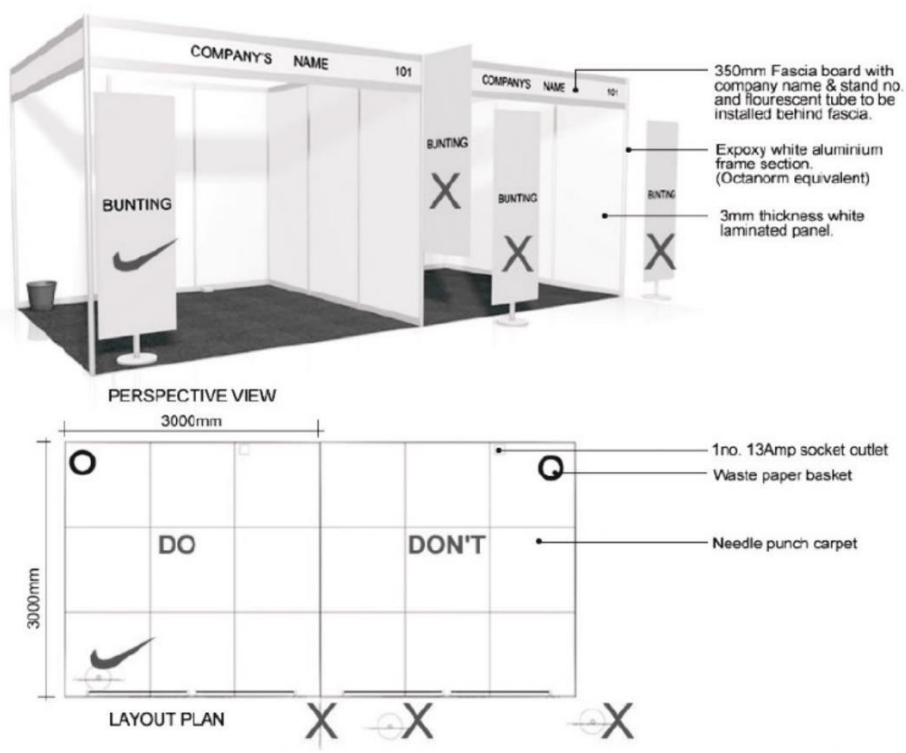 COMPANY'S NAME 101
COMPANY'S NAME 101
BUNTING
BUNTING
X
BUNTING
X
BUNTING
X
350mm Fascia board with
company name & stand no.
and flourescent tube to be
installed behind fascia.
Expoxy white aluminium
frame section.
(Octanorm equivalent)
3mm thickness white
laminated panel.
PERSPECTIVE VIEW
3000mm
3000mm
DO
DON'T
1no. 13Amp socket outlet
Waste paper basket
Needle punch carpet
LAYOUT PLAN
X
X
X